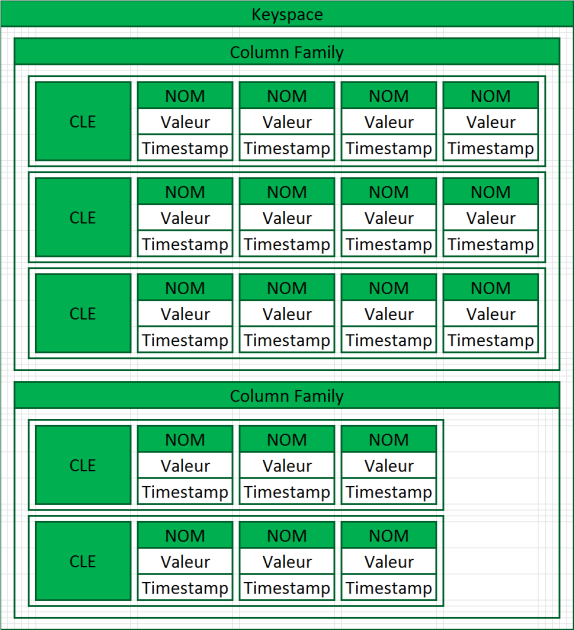 Keyspace
Column Family
CLE
NOM NOM NOM NOM
Valeur Valeur Valeur Valeur
Timestamp Timestamp Timestamp Timestamp
CLE
NOM NOM NOM NOM
Valeur Valeur Valeur Valeur
Timestamp Timestamp Timestamp Timestamp
CLE
NOM NOM NOM NOM
Valeur Valeur Valeur Valeur
Timestamp Timestamp Timestamp Timestamp
Column Family
CLE
NOM NOM NOM
Valeur Valeur Valeur
Timestamp Timestamp Timestamp
CLE
NOM NOM NOM
Valeur Valeur Valeur
Timestamp Timestamp Timestamp